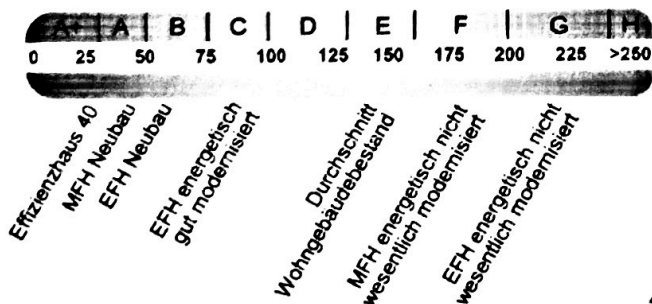 A+ A B C D E F G H
0 25 50 75 100 125 150 175 200 225 >250
Effizienzhaus 40
MFH Neubau
EFH Neubau
EFH energetisch
gut modernisiert
Durchschnitt
Wohngebäudebestand
MFH energetisch nicht
wesentlich modernisiert
EFH energetisch nicht
wesentlich modernisiert